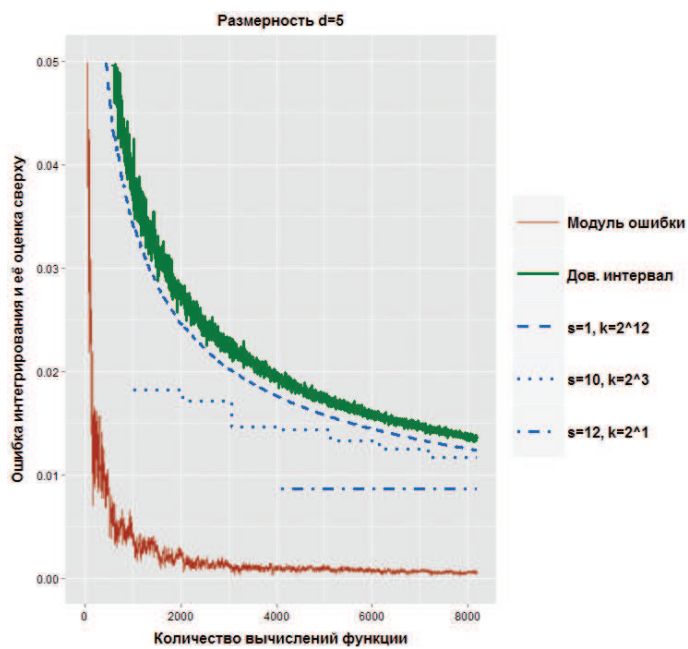 Размерность d=5
Ошибка интегрирования и её оценка сверху
0.05
0.04
0.03
0.02
0.01
0.00
0
2000
4000
6000
8000
Количество вычислений функции
Модуль ошибки
Дов. интервал
s=1, k=2^12
s=10, k=2^3
s=12, k=2^1